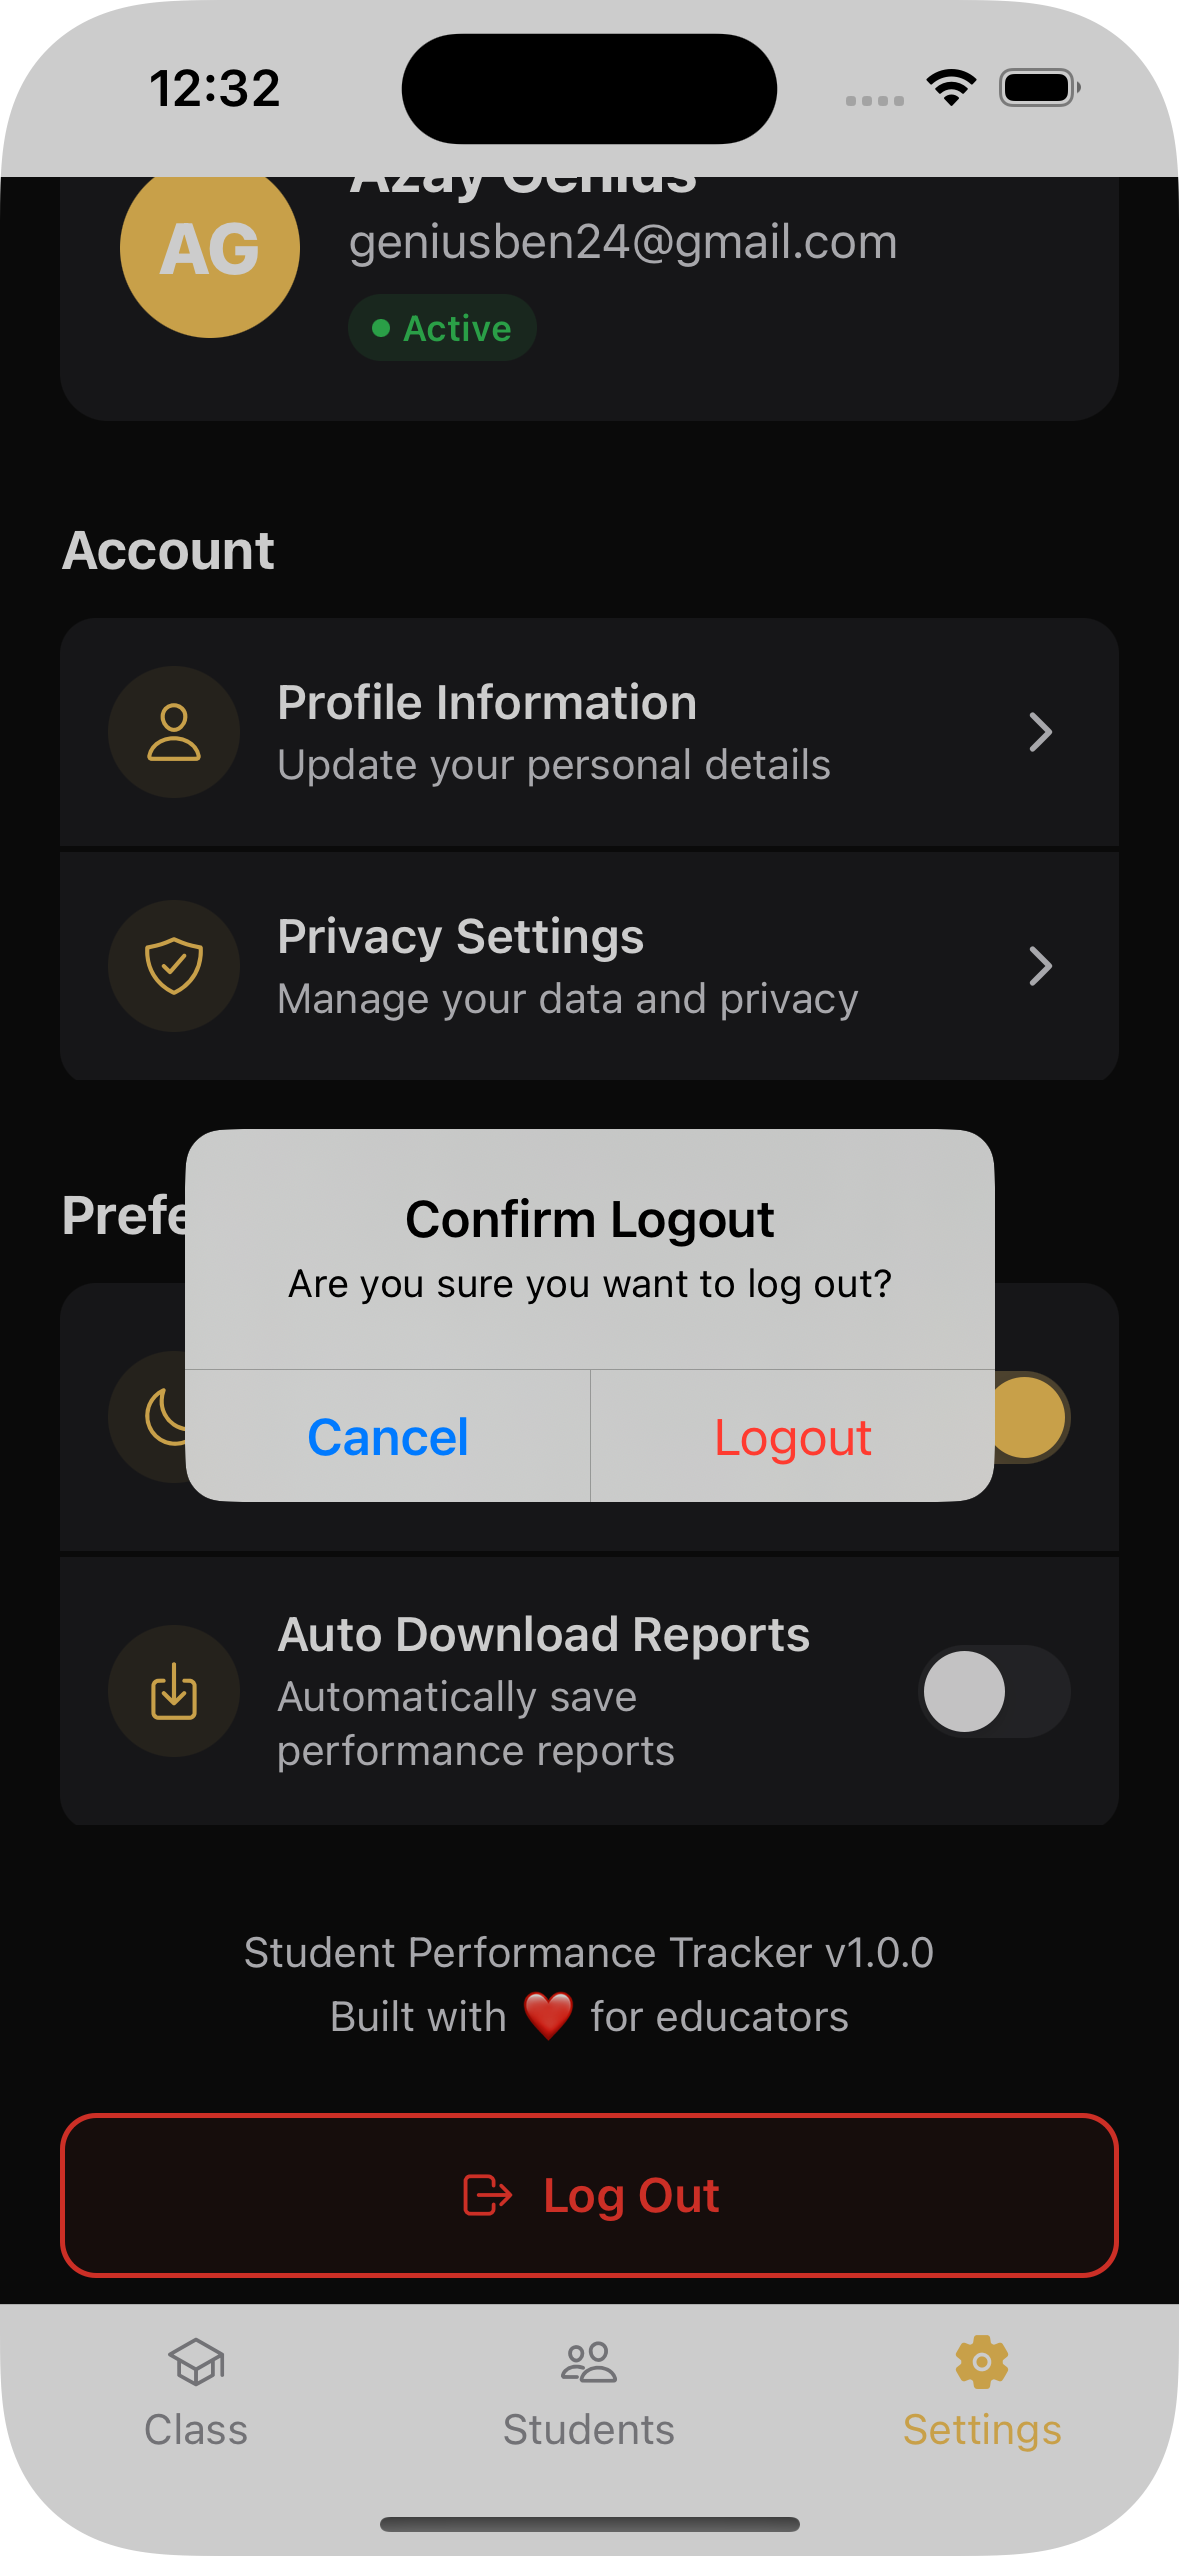 12:32
Azay Genius
AG
geniusben24@gmail.com
Active
Account
Profile Information
Update your personal details
Privacy Settings
Manage your data and privacy
Prefe
Confirm Logout
Are you sure you want to log out?
Cancel
Logout
Auto Download Reports
Automatically save
performance reports
Student Performance Tracker v1.0.0
Built with ❤️ for educators
Log Out
Class
Students
Settings